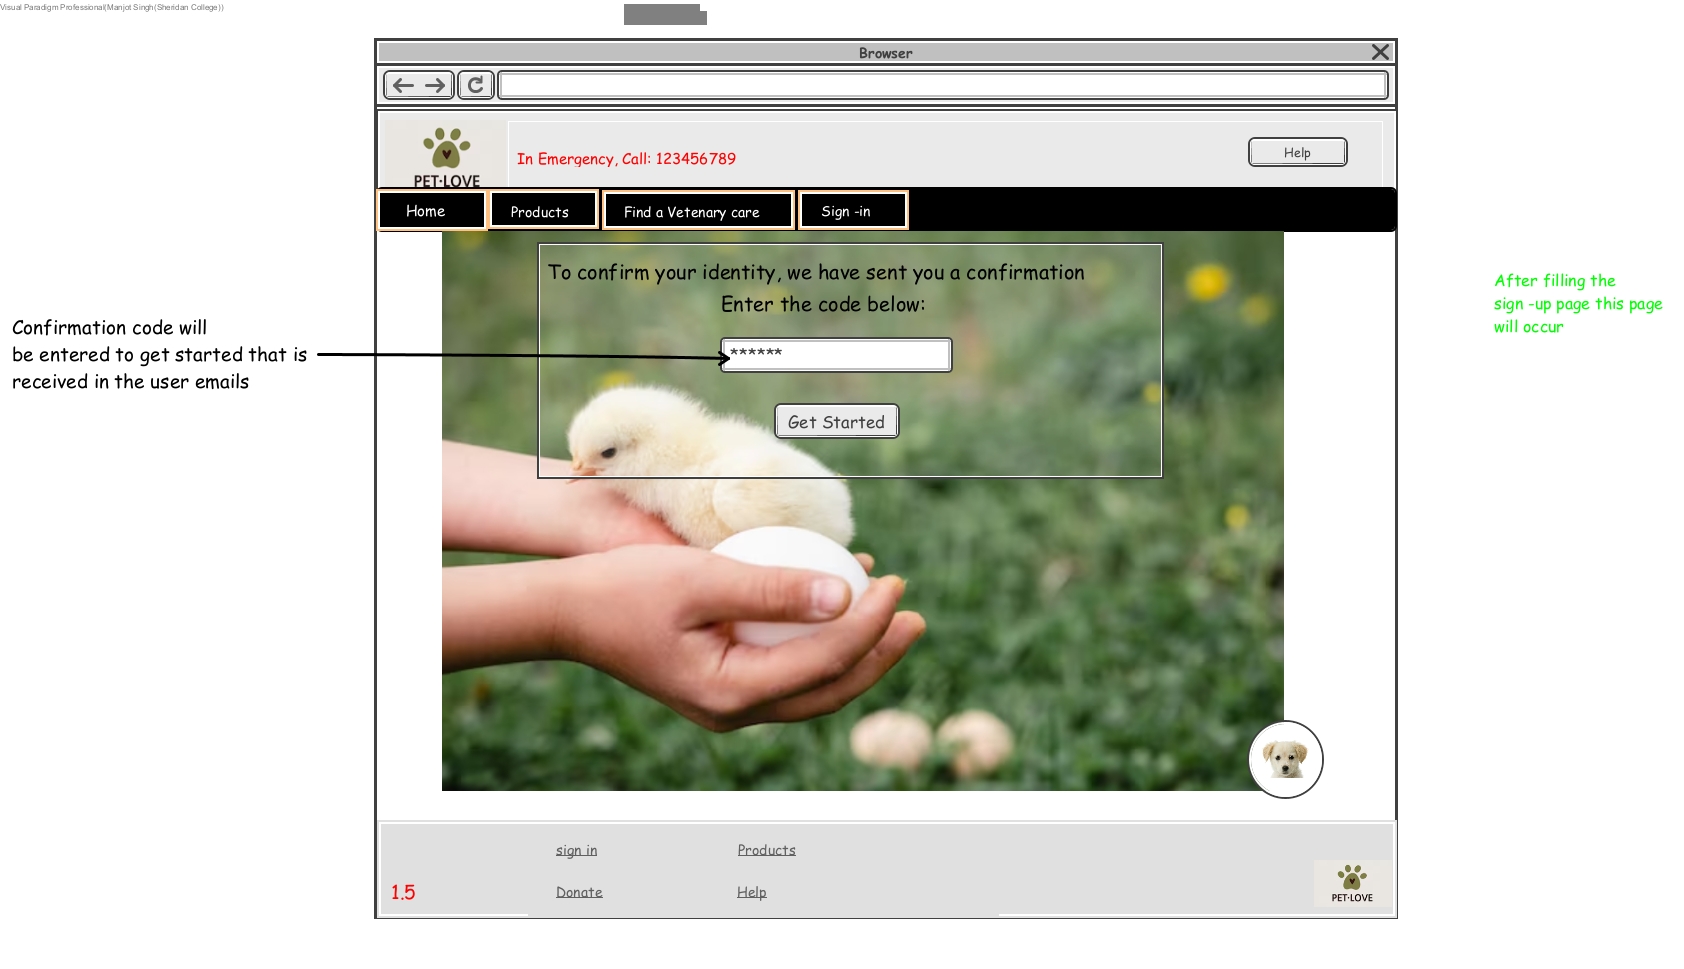 Visual Paradigm Professional(Manjot Singh(Sheridan College))
Browser
PET·LOVE
In Emergency, Call: 123456789
Help
Home
Products
Find a Vetenary care
Sign -in
To confirm your identity, we have sent you a confirmation
Enter the code below:
******
Get Started
Confirmation code will
be entered to get started that is
received in the user emails
After filling the
sign -up page this page
will occur
sign in
Products
1.5
Donate
Help
PET·LOVE